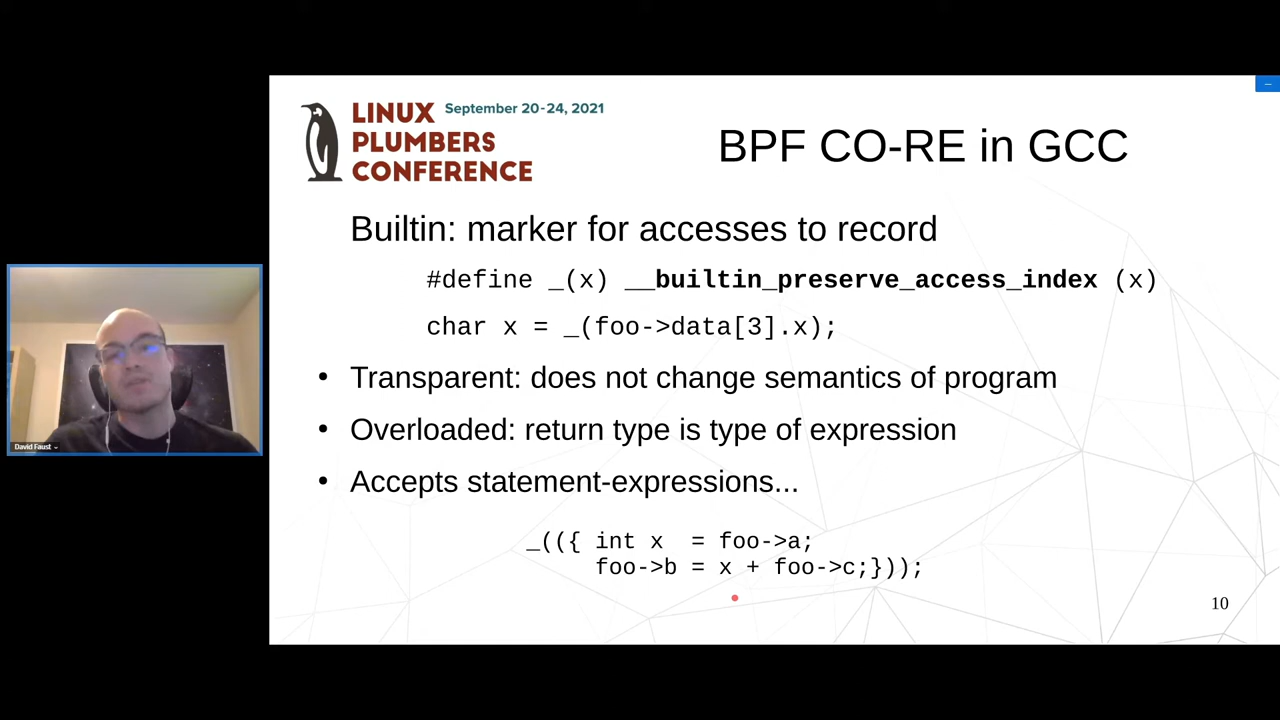 LINUX September 20-24, 2021
PLUMBERS
CONFERENCE
BPF CO-RE in GCC
Builtin: marker for accesses to record
#define _(x) __builtin_preserve_access_index (x)
char x = _(foo->data[3].x);
• Transparent: does not change semantics of program
• Overloaded: return type is type of expression
• Accepts statement-expressions...
_(({ int x  = foo->a;
foo->b = x + foo->c;}));
10
David Faust